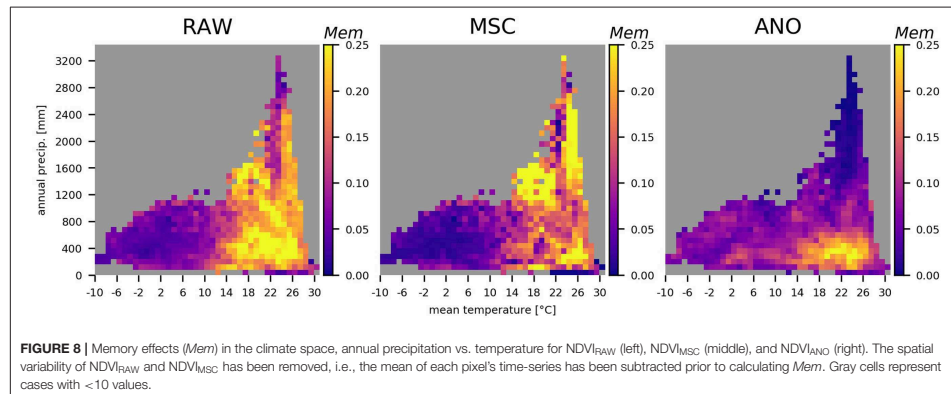 RAW
MSC
ANO
Mem
Mem
Mem
annual precip. [mm]
3200
2800
2400
2000
1600
1200
800
400
0
0.25
0.20
0.15
0.10
0.05
0.00
0.25
0.20
0.15
0.10
0.05
0.00
0.25
0.20
0.15
0.10
0.05
0.00
-10 -6 -2 2 6 10 14 18 22 26 30
-10 -6 -2 2 6 10 14 18 22 26 30
-10 -6 -2 2 6 10 14 18 22 26 30
mean temperature [°C]
FIGURE 8 | Memory effects (Mem) in the climate space, annual precipitation vs. temperature for NDVIRAW (left), NDVIMSC (middle), and NDVIANO (right). The spatial
variability of NDVIRAW and NDVIMSC has been removed, i.e., the mean of each pixel's time-series has been subtracted prior to calculating Mem. Gray cells represent
cases with <10 values.